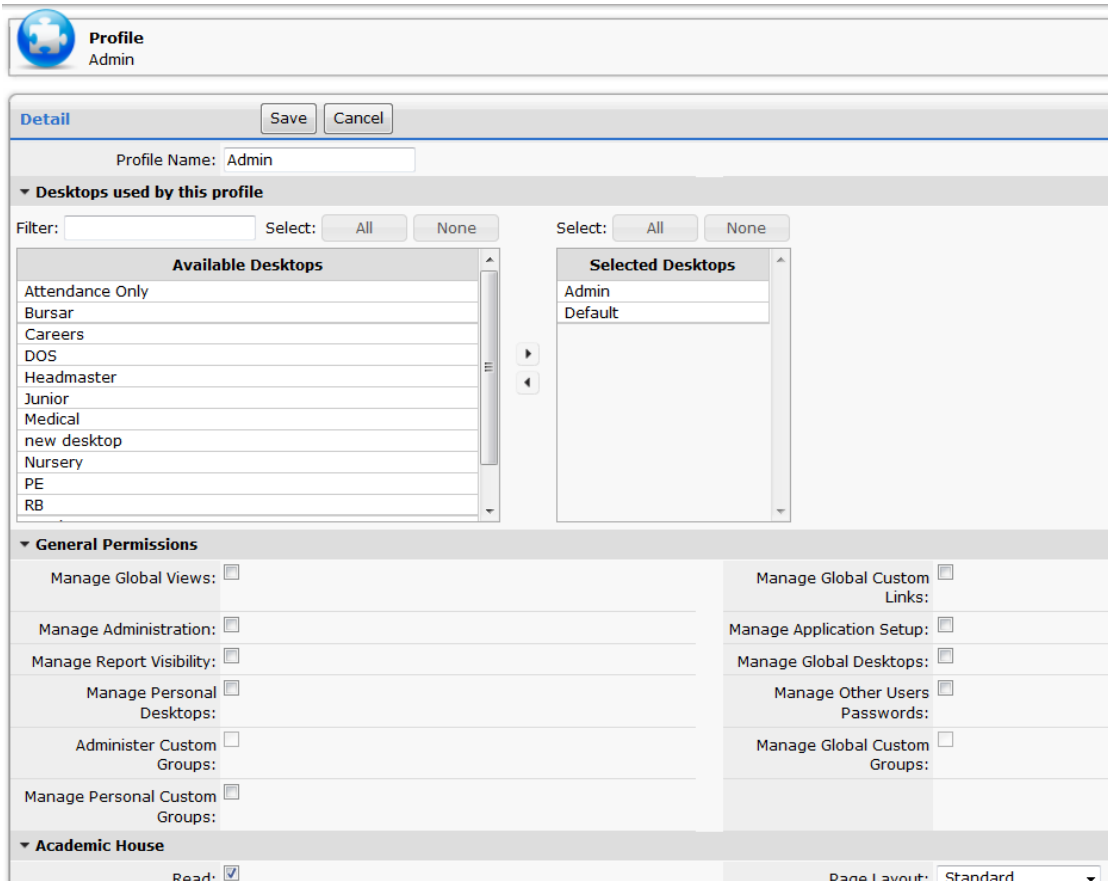 Profile
Admin
Detail Save Cancel
Profile Name: Admin
Desktops used by this profile
Filter: Select: All None Select: All None
Available Desktops
Attendance Only
Bursar
Careers
DOS
Headmaster
Junior
Medical
new desktop
Nursery
PE
RB
Selected Desktops
Admin
Default
General Permissions
Manage Global Views:
Manage Global Custom
Links:
Manage Administration:
Manage Application Setup:
Manage Report Visibility:
Manage Global Desktops:
Manage Personal
Desktops:
Manage Other Users
Passwords:
Administer Custom
Groups:
Manage Global Custom
Groups:
Manage Personal Custom
Groups:
Academic House
Read:
Page Layout: Standard